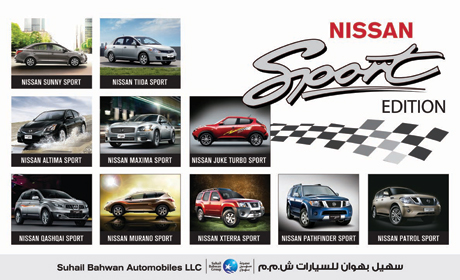 NISSAN
Sport
EDITION
NISSAN SUNNY SPORT
NISSAN TIIDA SPORT
NISSAN ALTIMA SPORT
NISSAN MAXIMA SPORT
NISSAN JUKE TURBO SPORT
NISSAN QASHQAI SPORT
NISSAN MURANO SPORT
NISSAN XTERRA SPORT
NISSAN PATHFINDER SPORT
NISSAN PATROL SPORT
Suhail Bahwan Automobiles LLC
سهيل بهوان للسيارات ش.م.م